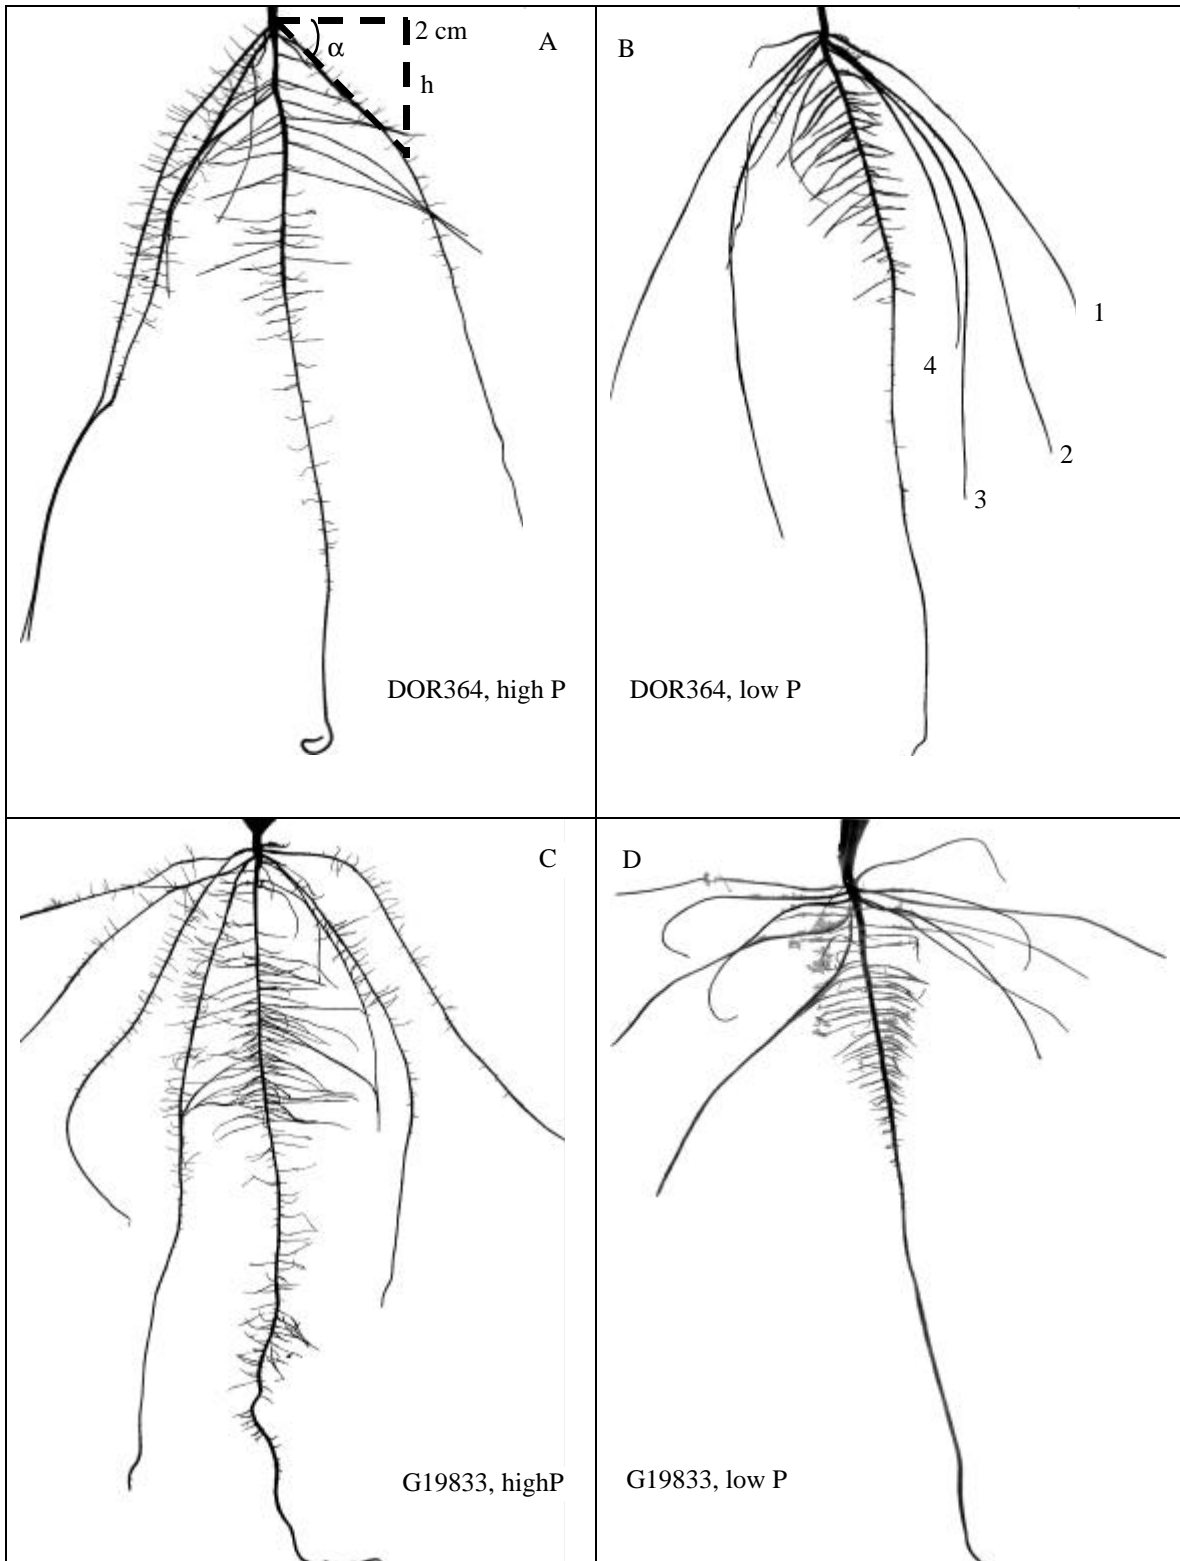 2 cm
A
α
h
DOR364, high P
B
1
4
2
3
DOR364, low P
C
G19833, highP
D
G19833, low P